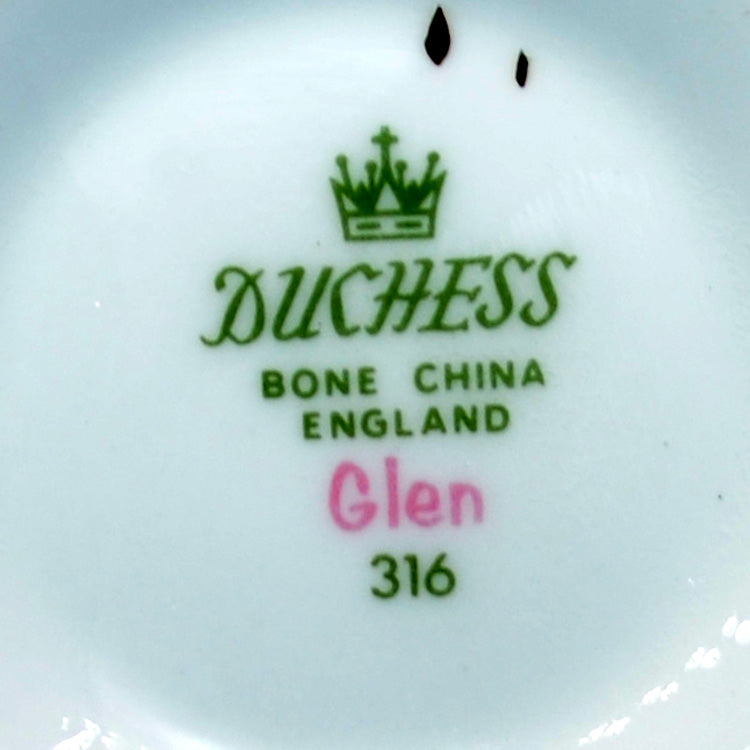 DUCHESS
BONE CHINA
ENGLAND
Glen
316